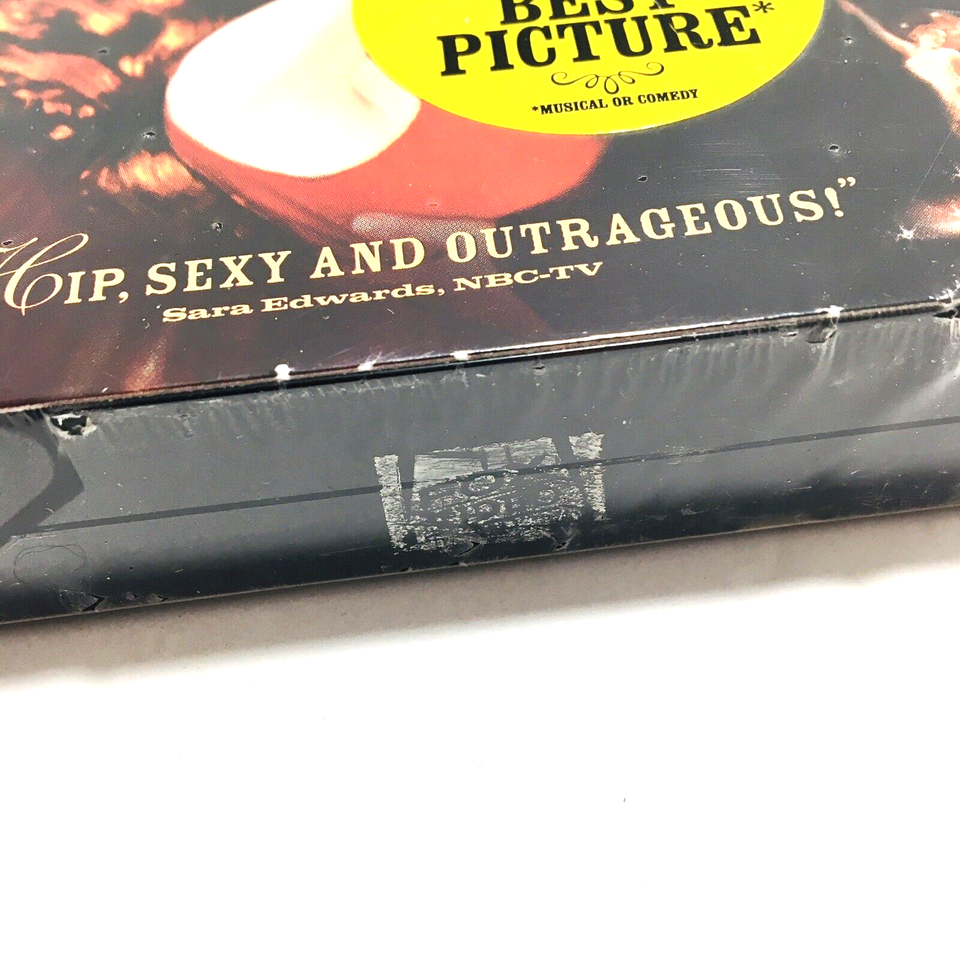 BEST
PICTURE*
*MUSICAL OR COMEDY
HIP, SEXY AND OUTRAGEOUS!”
Sara Edwards, NBC-TV